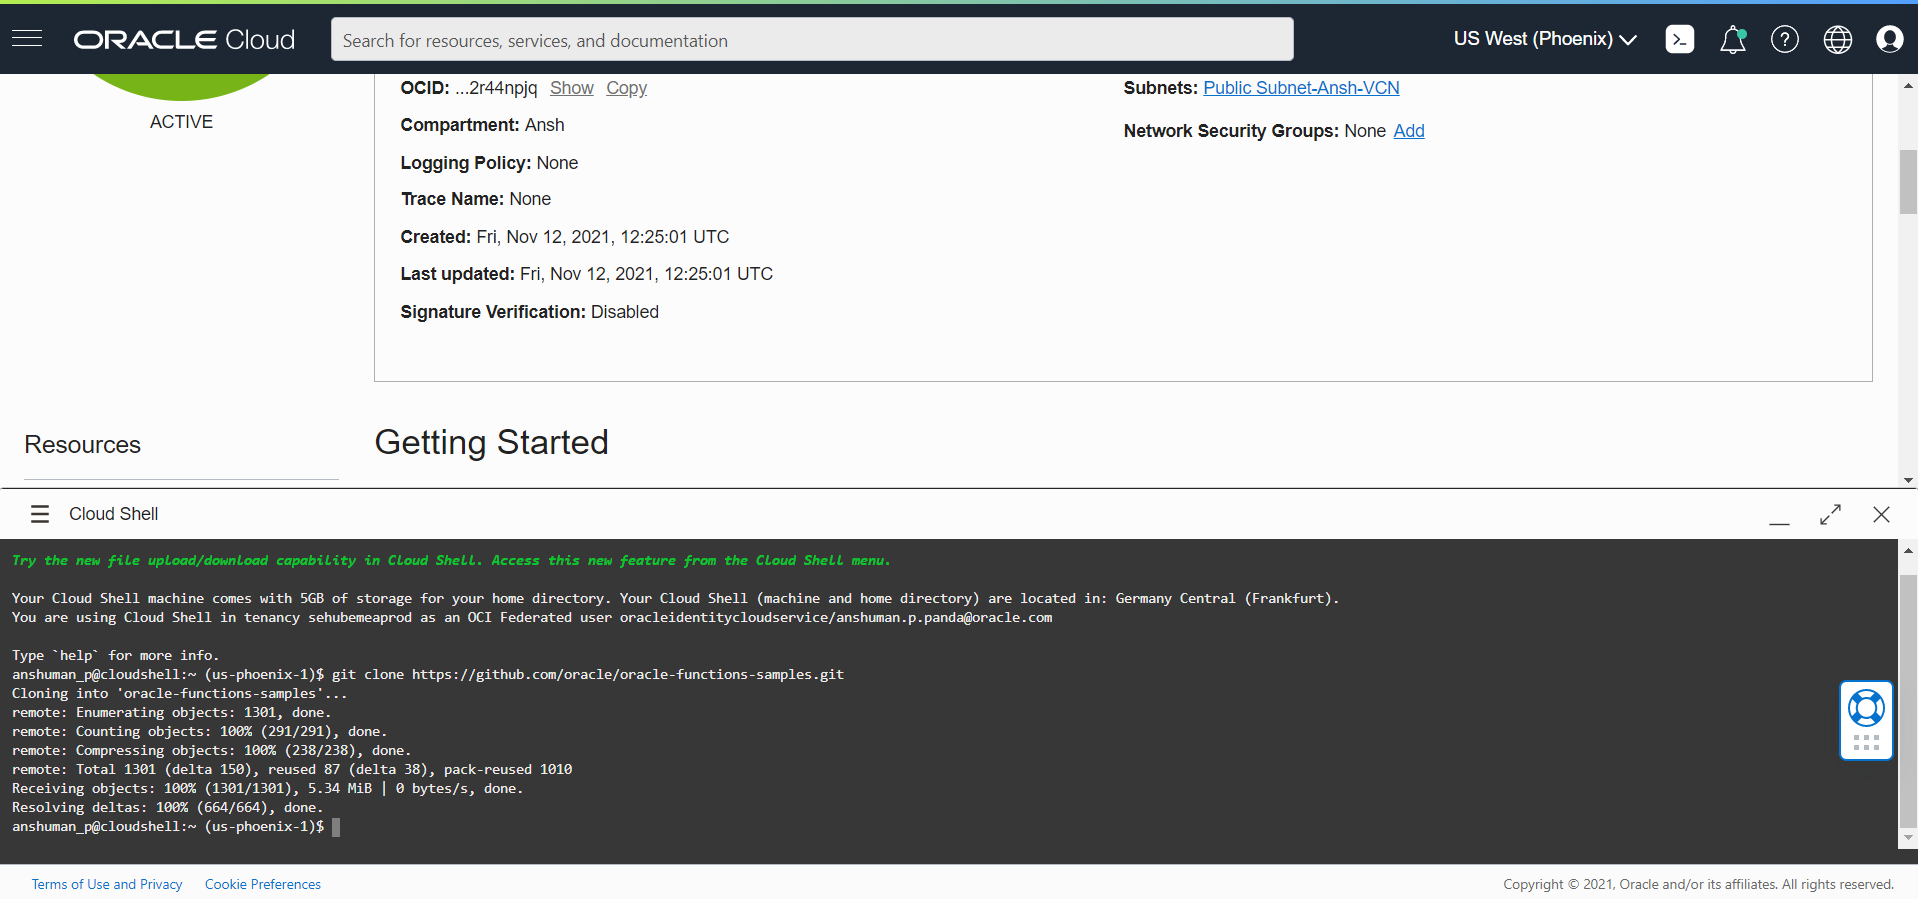 ORACLE Cloud
Search for resources, services, and documentation
US West (Phoenix)
ACTIVE
OCID: ...2r44npjq Show Copy
Compartment: Ansh
Logging Policy: None
Trace Name: None
Created: Fri, Nov 12, 2021, 12:25:01 UTC
Last updated: Fri, Nov 12, 2021, 12:25:01 UTC
Signature Verification: Disabled
Subnets: Public Subnet-Ansh-VCN
Network Security Groups: None Add
Resources
Getting Started
Cloud Shell
Try the new file upload/download capability in Cloud Shell. Access this new feature from the Cloud Shell menu.
Your Cloud Shell machine comes with 5GB of storage for your home directory. Your Cloud Shell (machine and home directory) are located in: Germany Central (Frankfurt).
You are using Cloud Shell in tenancy sehubemeaprod as an OCI Federated user oracleidentitycloudservice/anshuman.p.panda@oracle.com
Type `help` for more info.
anshuman_p@cloudshell:~ (us-phoenix-1)$ git clone https://github.com/oracle/oracle-functions-samples.git
Cloning into 'oracle-functions-samples'...
remote: Enumerating objects: 1301, done.
remote: Counting objects: 100% (291/291), done.
remote: Compressing objects: 100% (238/238), done.
remote: Total 1301 (delta 150), reused 87 (delta 38), pack-reused 1010
Receiving objects: 100% (1301/1301), 5.34 MiB | 0 bytes/s, done.
Resolving deltas: 100% (664/664), done.
anshuman_p@cloudshell:~ (us-phoenix-1)$
Terms of Use and Privacy Cookie Preferences
Copyright © 2021, Oracle and/or its affiliates. All rights reserved.